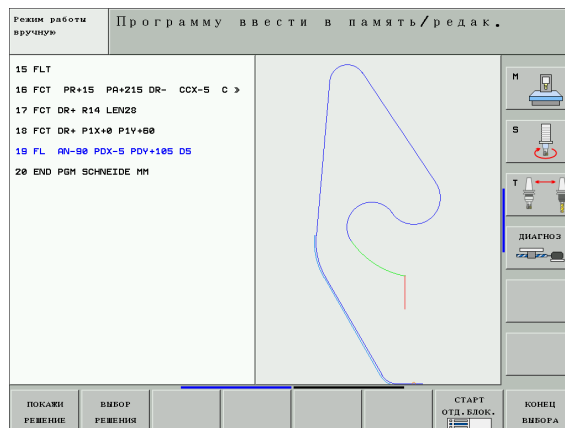 Режим работы
вручную
Программу ввести в память/редак.
15 FLT
16 FCT PR+15 PA+215 DR- CCX-5 C »
17 FCT DR+ R14 LEN28
18 FCT DR+ P1X+0 P1Y+60
19 FL AN-90 PDX-5 PDY+105 D5
20 END PGM SCHNEIDE MM
M
S
T
ДИАГНОЗ
ПОКАЖИ
РЕШЕНИЕ
ВЫБОР
РЕШЕНИЯ
СТАРТ
ОТД.БЛОК.
КОНЕЦ
ВЫБОРА